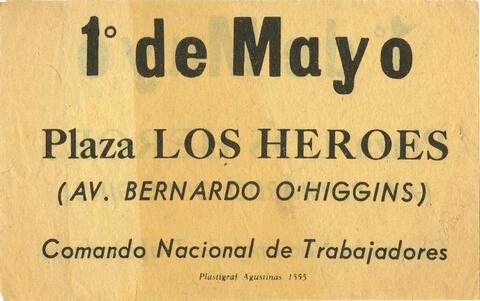 1° de Mayo
Plaza LOS HEROES
(AV. BERNARDO O'HIGGINS)
Comando Nacional de Trabajadores
Plastigraf Agustinas 1555